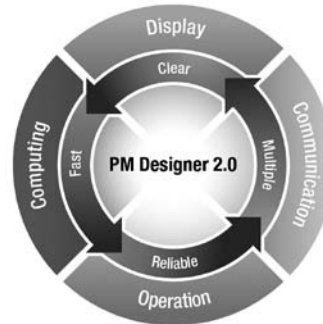 Display
Clear
Computing
Fast
PM Designer 2.0
Multiple
Communication
Reliable
Operation